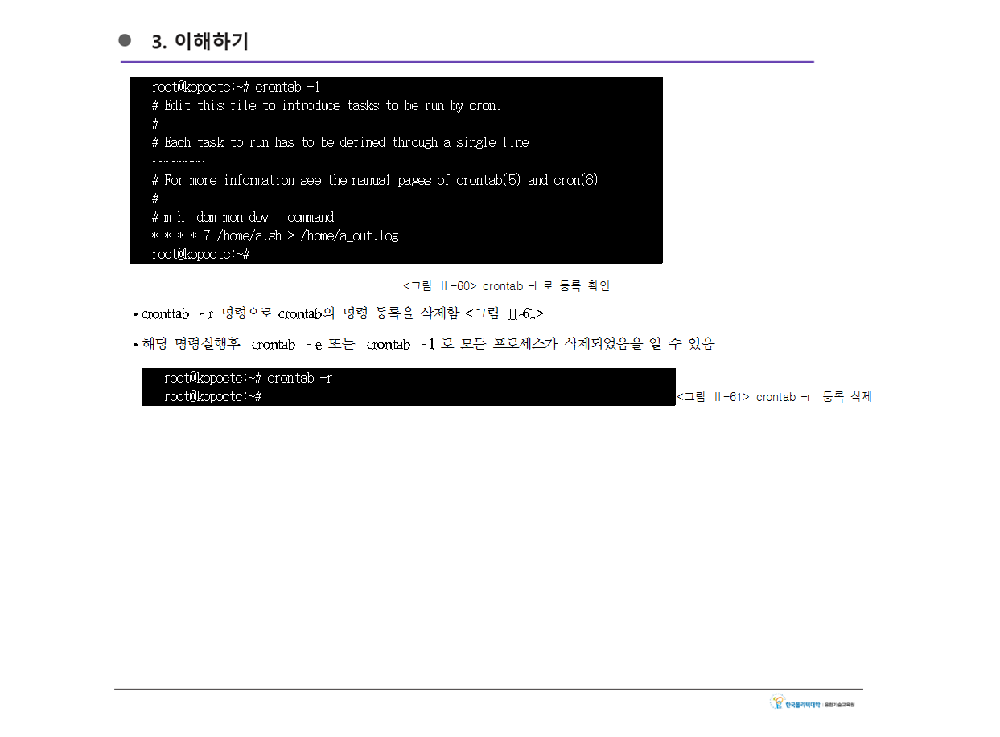 3. 이해하기
root@kopoctc:~# crontab -l
# Edit this file to introduce tasks to be run by cron.
#
# Each task to run has to be defined through a single line
~~~~~~~~
# For more information see the manual pages of crontab(5) and cron(8)
#
# m h  dom mon dow   command
* * * * 7 /home/a.sh > /home/a_out.log
root@kopoctc:~#
<그림 Ⅱ-60> crontab -l 로 등록 확인
• cronttab -r 명령으로 crontab의 명령 등록을 삭제함 <그림 Ⅱ-61>
• 해당 명령실행후 crontab -e 또는 crontab -l 로 모든 프로세스가 삭제되었음을 알 수 있음
root@kopoctc:~# crontab -r
root@kopoctc:~#
<그림 Ⅱ-61> crontab -r 등록 삭제
한국폴리텍대학 | 융합기술교육원